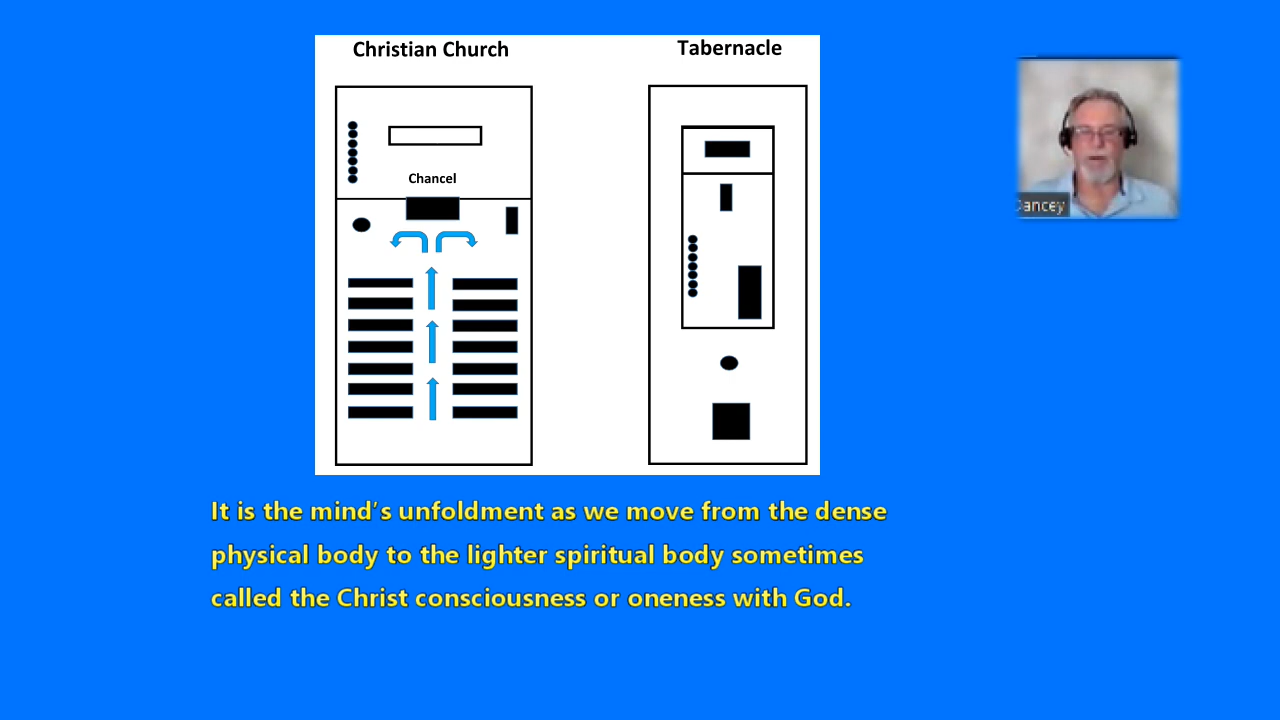 Christian Church
Tabernacle
Chancel
Dancey
It is the mind’s unfoldment as we move from the dense
physical body to the lighter spiritual body sometimes
called the Christ consciousness or oneness with God.